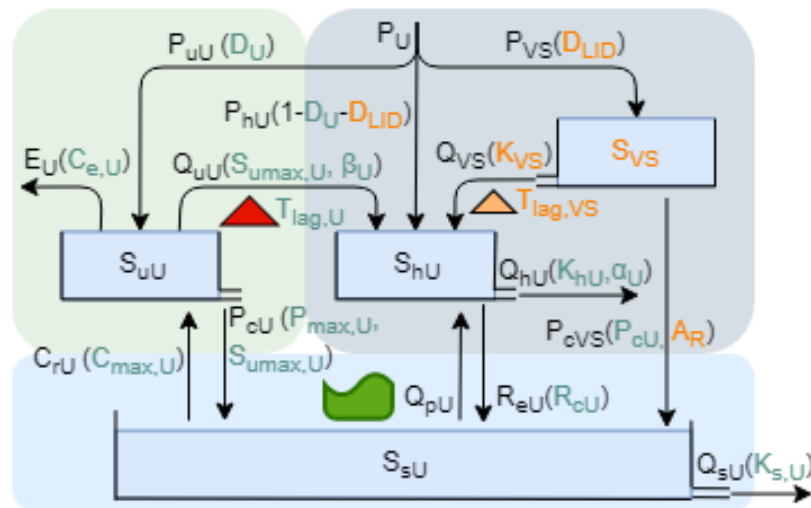 P_uU (D_U)
P_U
P_VS(D_LID)
P_hU(1-D_U-D_LID)
E_U(C_e,U)
Q_uU(S_umax,U, β_U)
Q_VS(K_VS)
S_VS
T_lag,U
T_lag,VS
S_uU
S_hU
Q_hU(K_hU,α_U)
P_cU (P_max,U,
S_umax,U)
P_cVS(P_cU, A_R)
C_rU (C_max,U)
Q_pU
R_eU(R_cU)
S_sU
Q_sU(K_s,U)